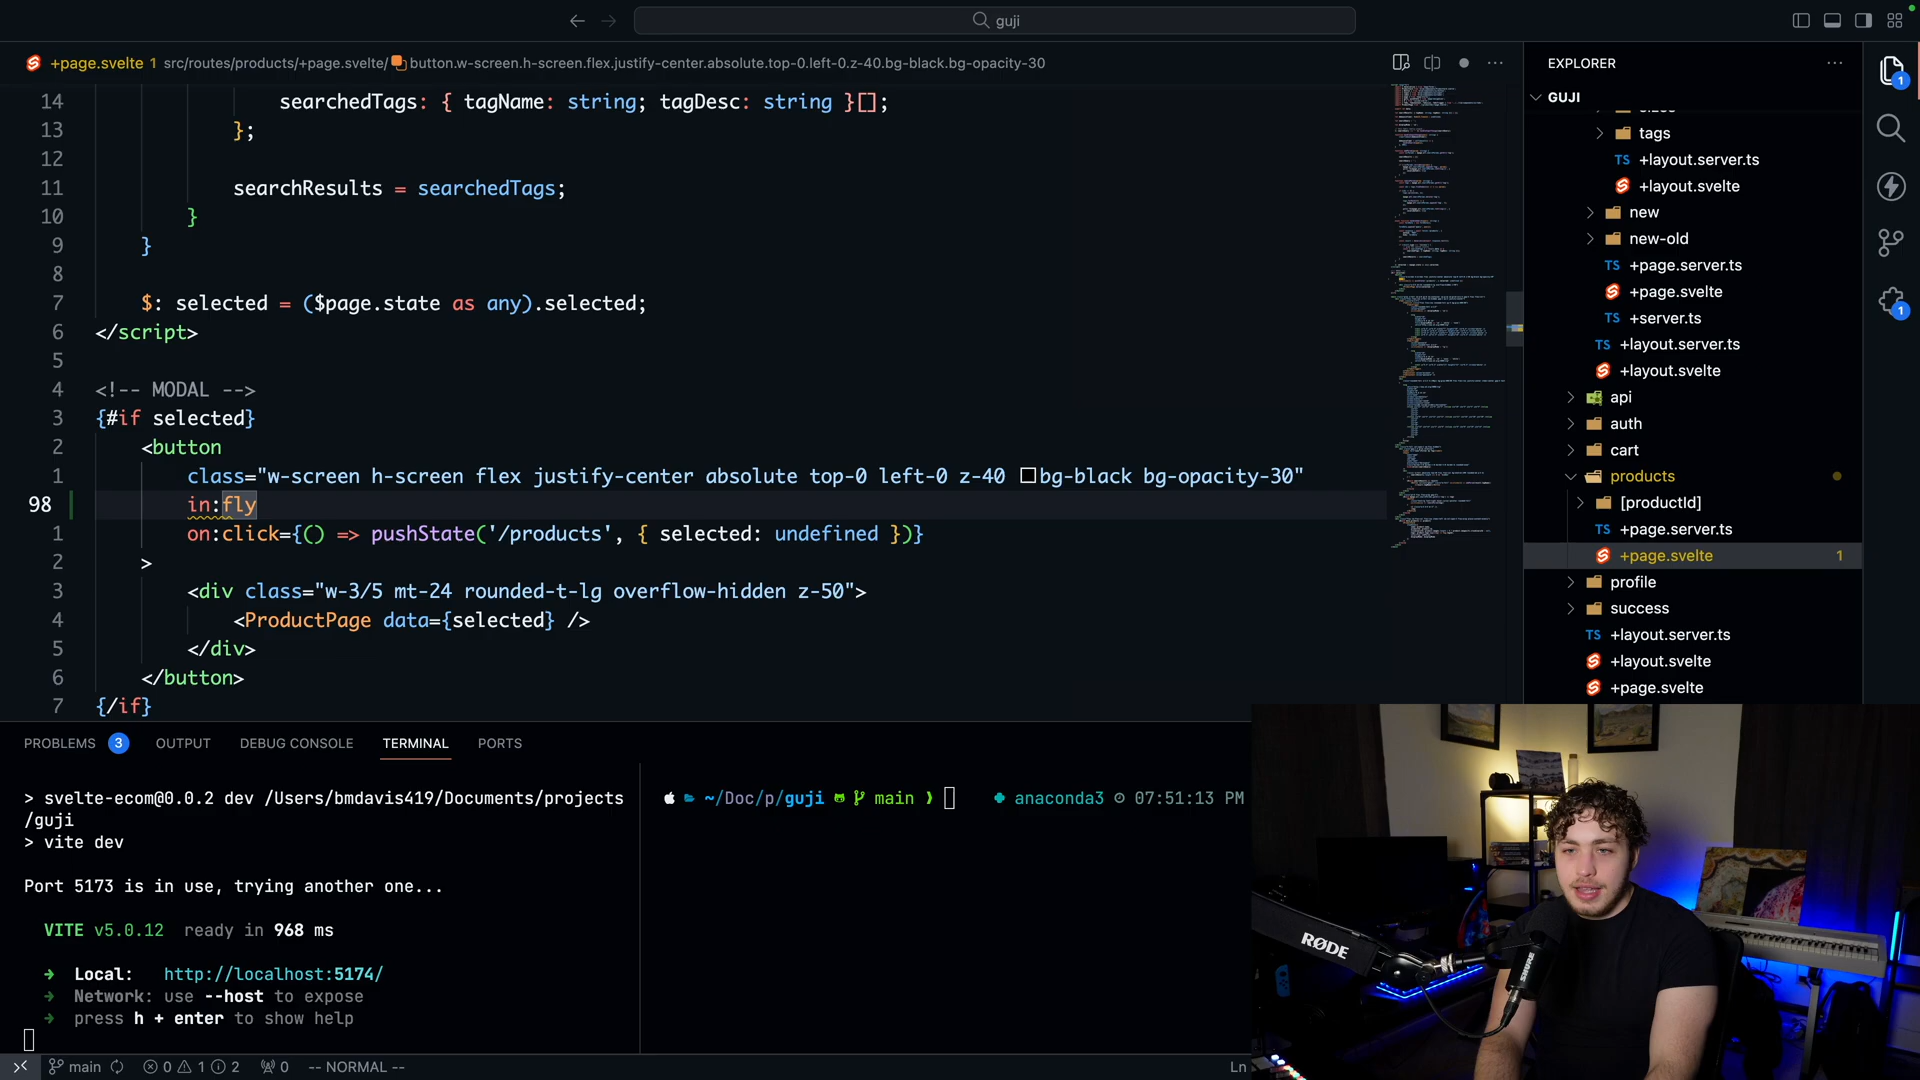 guji
+page.svelte 1 src/routes/products/+page.svelte/ button.w-screen.h-screen.flex.justify-center.absolute.top-0.left-0.z-40.bg-black.bg-opacity-30
14 searchedTags: { tagName: string; tagDesc: string }[];
13 };
12
11 searchResults = searchedTags;
10 }
9 }
8
7 $: selected = ($page.state as any).selected;
6 </script>
5
4 <!-- MODAL -->
3 {#if selected}
2 <button
1 class="w-screen h-screen flex justify-center absolute top-0 left-0 z-40 bg-black bg-opacity-30"
98 in:fly
1 on:click={() => pushState('/products', { selected: undefined })}
2 >
3 <div class="w-3/5 mt-24 rounded-t-lg overflow-hidden z-50">
4 <ProductPage data={selected} />
5 </div>
6 </button>
7 {/if}
EXPLORER
GUJI
tags
TS +layout.server.ts
+layout.svelte
new
new-old
TS +page.server.ts
+page.svelte
TS +server.ts
TS +layout.server.ts
+layout.svelte
api
auth
cart
products
[productId]
TS +page.server.ts
+page.svelte 1
profile
success
TS +layout.server.ts
+layout.svelte
+page.svelte
1
1
PROBLEMS 3 OUTPUT DEBUG CONSOLE TERMINAL PORTS
> svelte-ecom@0.0.2 dev /Users/bmdavis419/Documents/projects
/guji
> vite dev
Port 5173 is in use, trying another one...
VITE v5.0.12 ready in 968 ms
➜ Local: http://localhost:5174/
➜ Network: use --host to expose
➜ press h + enter to show help
~/Doc/p/guji main ❯ anaconda3 07:51:13 PM
main 0 1 2 0 -- NORMAL -- Ln
RØDE
SHURE